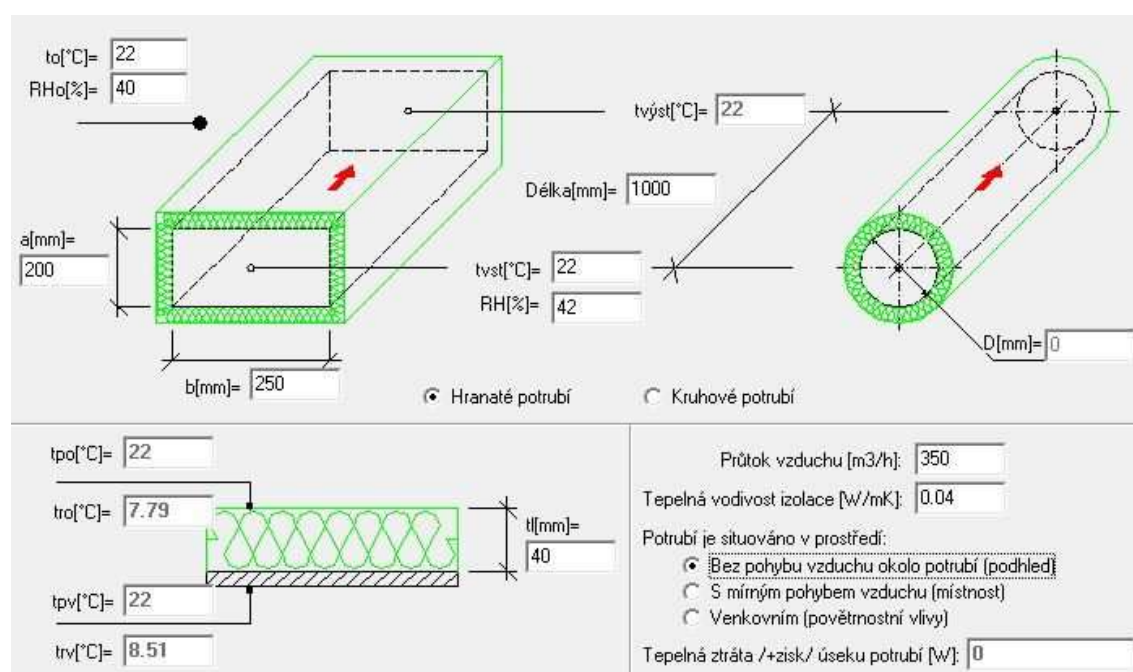 to[°C]= 22
RHo[%]= 40
tvýst[°C]= 22
Délka[mm]= 1000
a[mm]=
200
tvst[°C]= 22
RH[%]= 42
D[mm]= 0
b[mm]= 250
Hranaté potrubí
Kruhové potrubí
tpo[°C]= 22
tro[°C]= 7.79
tl[mm]=
40
tpv[°C]= 22
trv[°C]= 8.51
Průtok vzduchu [m3/h]: 350
Tepelná vodivost izolace [W/mK]: 0.04
Potrubí je situováno v prostředí:
Bez pohybu vzduchu okolo potrubí (podhled)
S mírným pohybem vzduchu (místnost)
Venkovním (povětrnostní vlivy)
Tepelná ztráta /+zisk/ úseku potrubí [W]: 0